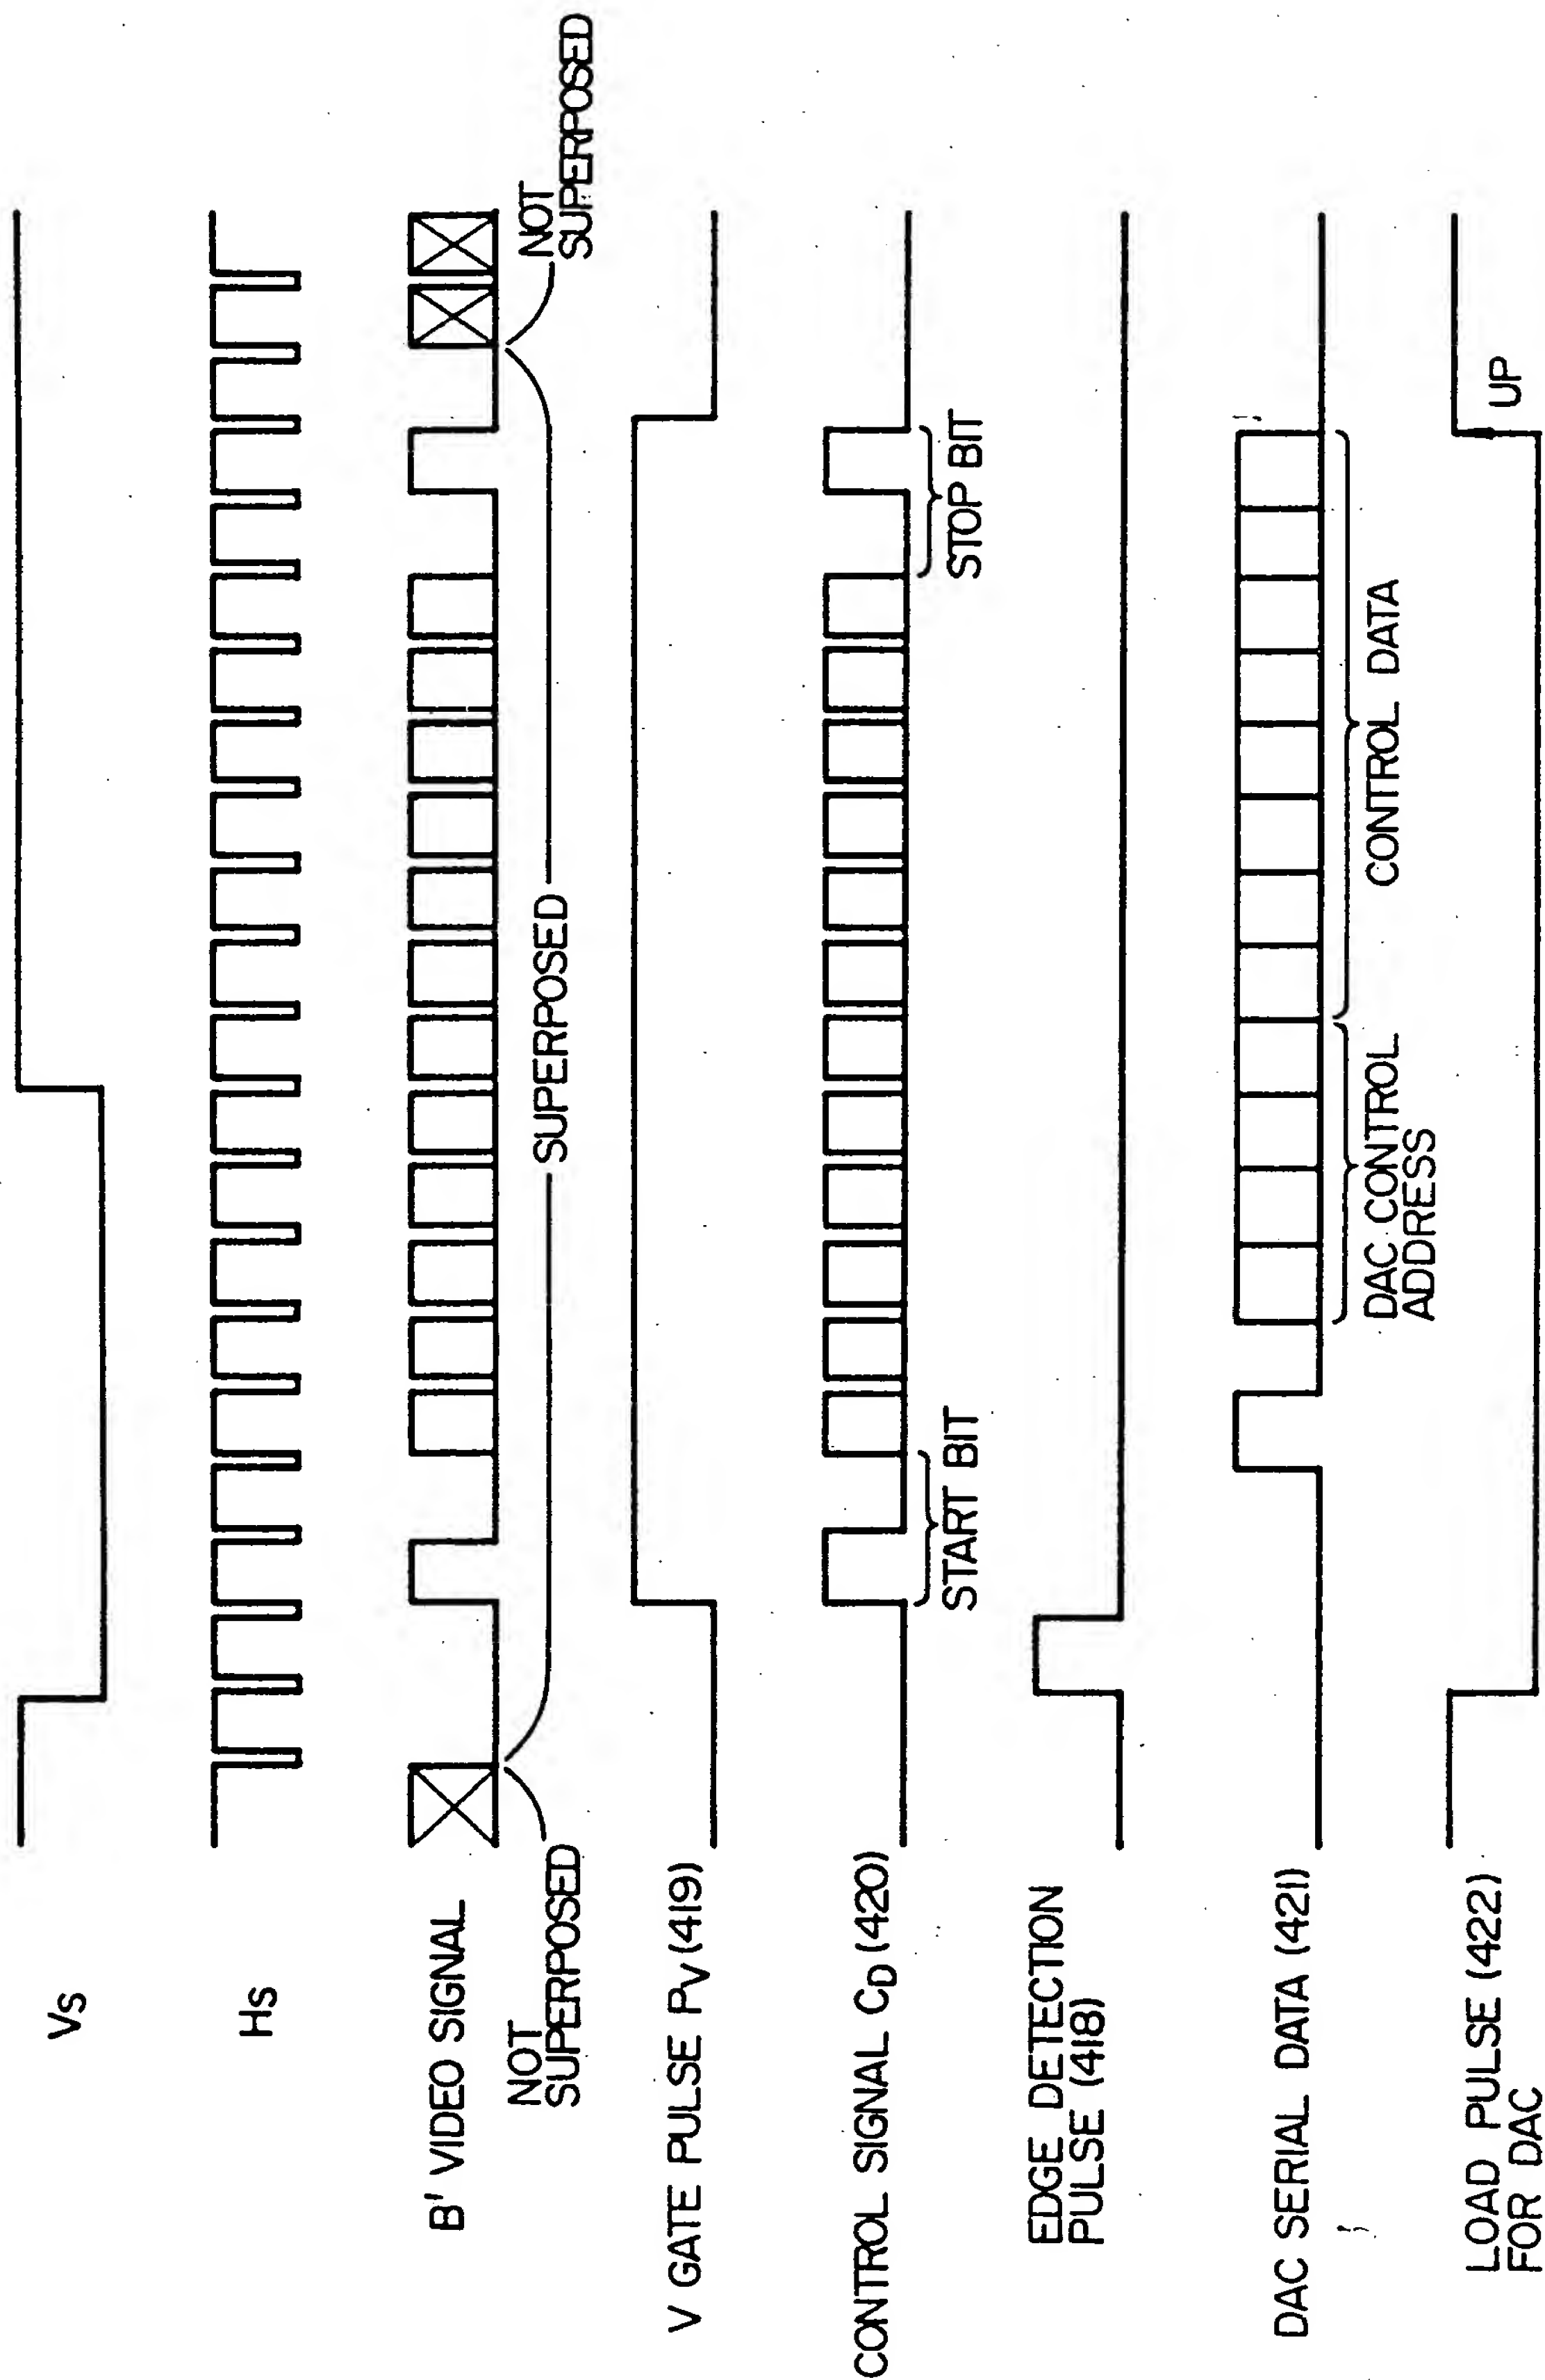 Vs
Hs
B' VIDEO SIGNAL
NOT
SUPERPOSED
SUPERPOSED
NOT
SUPERPOSED
V GATE PULSE PV (419)
CONTROL SIGNAL CD (420)
START BIT
STOP BIT
EDGE DETECTION
PULSE (418)
DAC SERIAL DATA (421)
DAC CONTROL
ADDRESS
CONTROL DATA
LOAD PULSE (422)
FOR DAC
UP